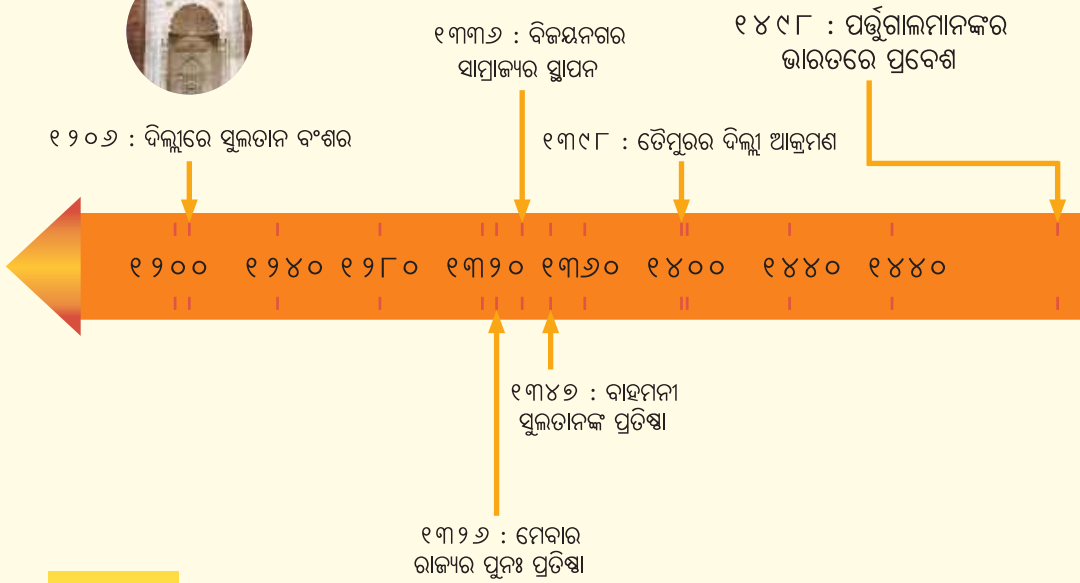 ୧୩୩୬ : ବିଜୟନଗର
ସାମ୍ରାଜ୍ୟର ସ୍ଥାପନ
୧୪୯୮ : ପର୍ତ୍ତୁଗାଲମାନଙ୍କର
ଭାରତରେ ପ୍ରବେଶ
୧୨୦୬ : ଦିଲ୍ଲୀରେ ସୁଲତାନ ବଂଶର
୧୩୯୮ : ତୈମୁରର ଦିଲ୍ଲୀ ଆକ୍ରମଣ
୧୨୦୦ ୧୨୪୦ ୧୨୮୦ ୧୩୨୦ ୧୩୬୦ ୧୪୦୦ ୧୪୪୦ ୧୪୪୦
୧୩୪୭ : ବାହମନୀ
ସୁଲତାନଙ୍କ ପ୍ରତିଷ୍ଠା
୧୩୨୬ : ମେବାର
ରାଜ୍ୟର ପୁନଃ ପ୍ରତିଷ୍ଠା